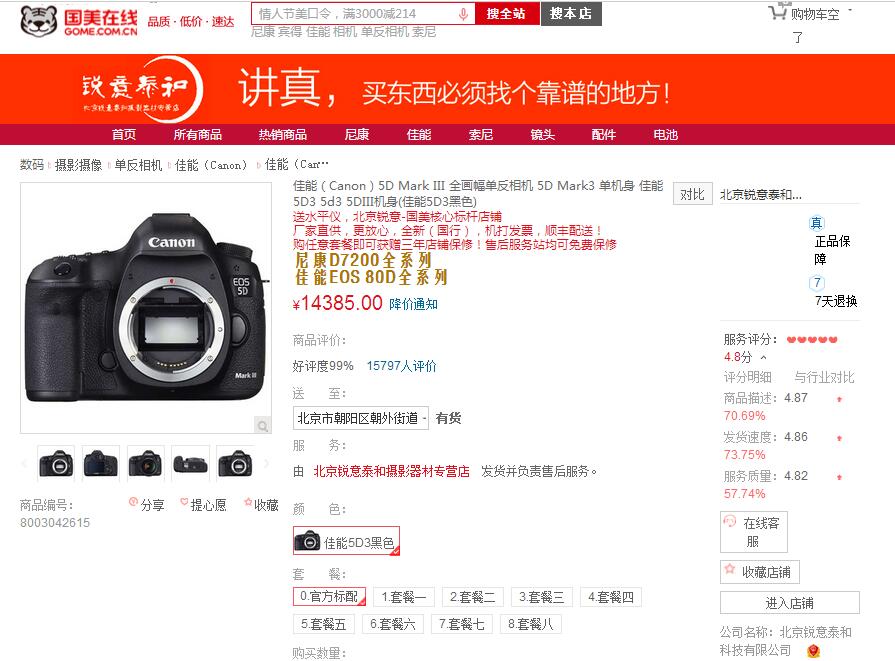 国美在线
GOME.COM.CN
品质·低价·速达
情人节美口令，满3000减214
搜全站
搜本店
尼康 宾得 佳能 相机 单反相机 索尼
购物车空
了
锐意泰和
北京锐意泰和摄影器材专营店
讲真，买东西必须找个靠谱的地方！
首页 所有商品 热销商品 尼康 佳能 索尼 镜头 配件 电池
数码 摄影摄像 单反相机 佳能（Canon） 佳能（Can…
Canon
EOS
5D
Mark III
商品编号：
8003042615
分享 提心愿 收藏
佳能（Canon）5D Mark III 全画幅单反相机 5D Mark3 单机身 佳能
5D3 5d3 5DIII机身(佳能5D3黑色)
送水平仪，北京锐意-国美核心标杆店铺
厂家直供，更放心，全新（国行），机打发票，顺丰配送！
购任意套餐即可获赠三年店铺保修！售后服务站均可免费保修
尼康D7200全系列
佳能EOS 80D全系列
¥14385.00 降价通知
商品评价：
好评度99% 15797人评价
送 至：
北京市朝阳区朝外街道 有货
服 务：
由 北京锐意泰和摄影器材专营店 发货并负责售后服务。
颜 色：
佳能5D3黑色
套 餐：
0.官方标配 1.套餐一 2.套餐二 3.套餐三 4.套餐四
5.套餐五 6.套餐六 7.套餐七 8.套餐八
购买数量：
对比
北京锐意泰和...
真
正品保
障
7
7天退换
服务评分：
4.8分
评分明细 与行业对比
商品描述：4.87
70.69%
发货速度：4.86
73.75%
服务质量：4.82
57.74%
在线客
服
收藏店铺
进入店铺
公司名称：北京锐意泰和
科技有限公司